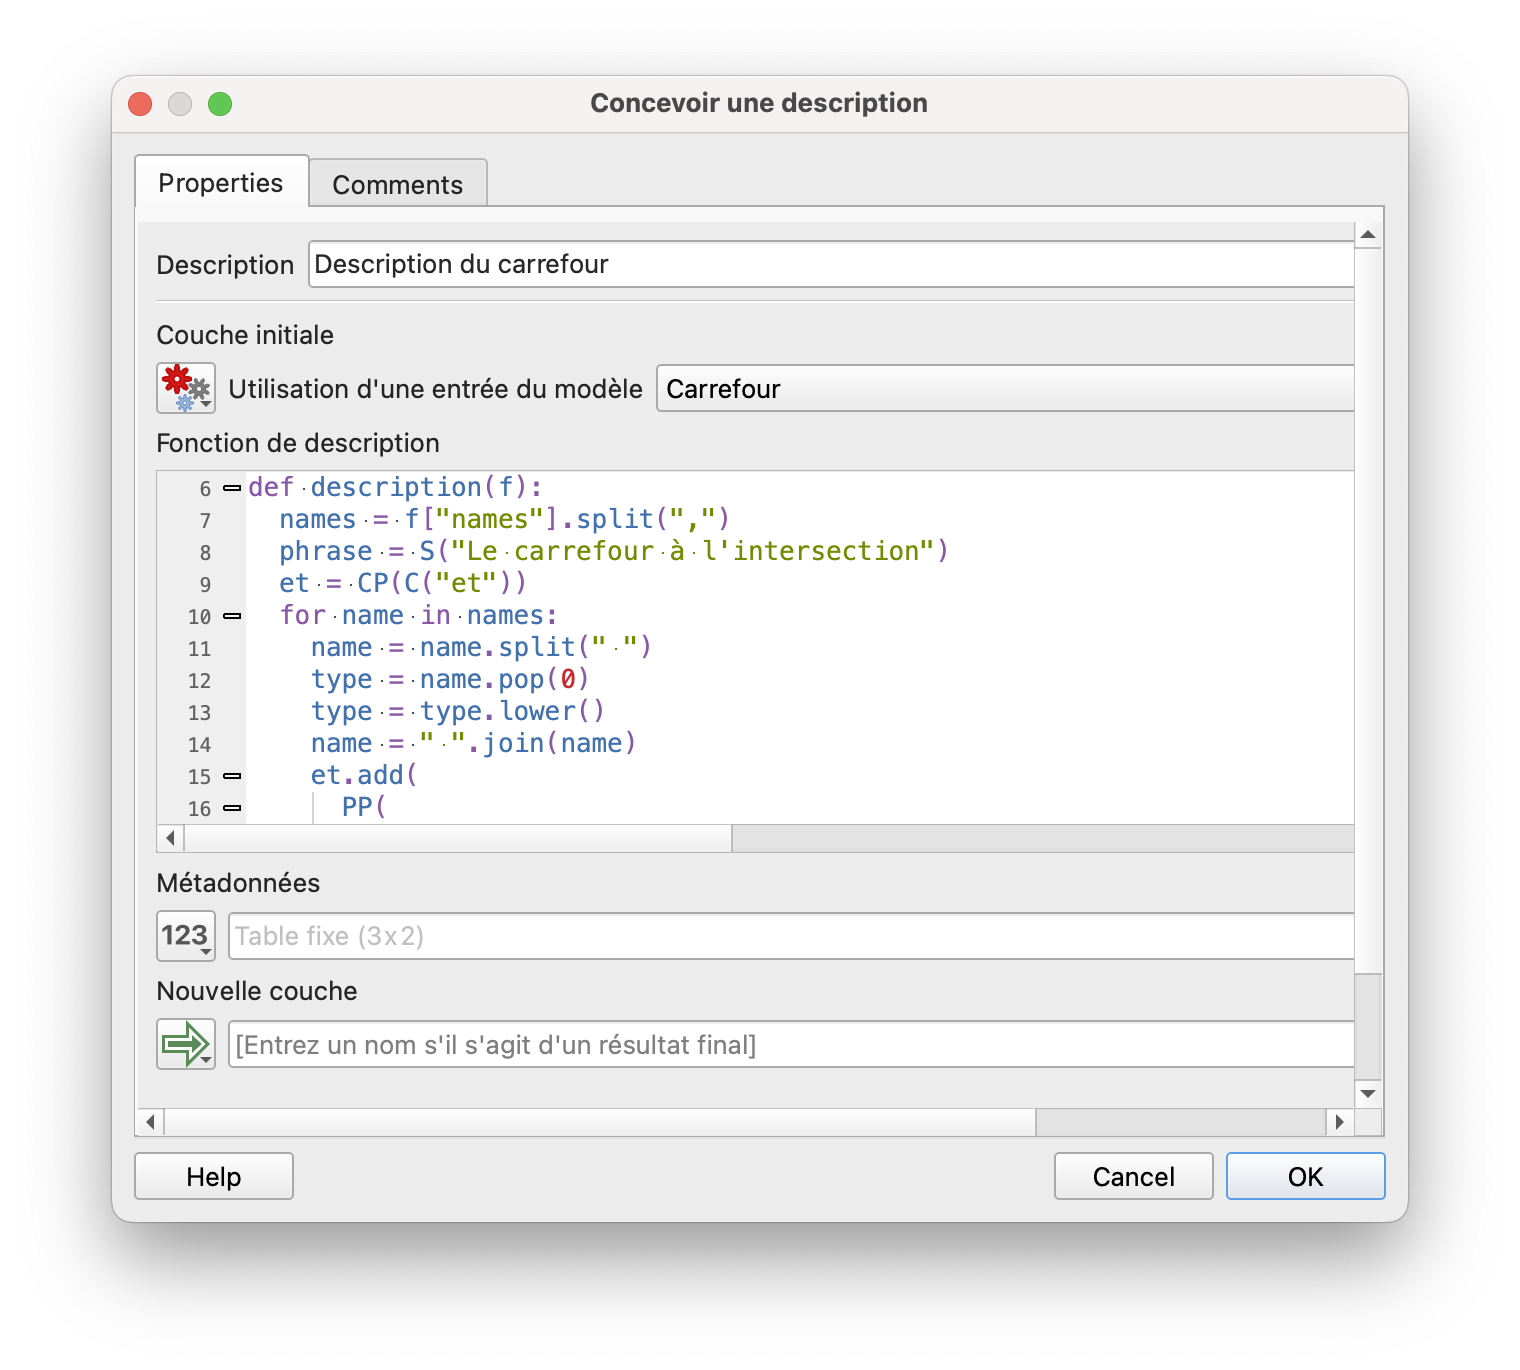 Concevoir une description
Properties
Comments
Description
Description du carrefour
Couche initiale
Utilisation d'une entrée du modèle
Carrefour
Fonction de description
6 def description(f):
7 names = f["names"].split(",")
8 phrase = S("Le carrefour à l'intersection")
9 et = CP(C("et"))
10 for name in names:
11 name = name.split(" ")
12 type = name.pop(0)
13 type = type.lower()
14 name = " ".join(name)
15 et.add(
16 PP(
Métadonnées
123
Table fixe (3x2)
Nouvelle couche
[Entrez un nom s'il s'agit d'un résultat final]
Help
Cancel
OK